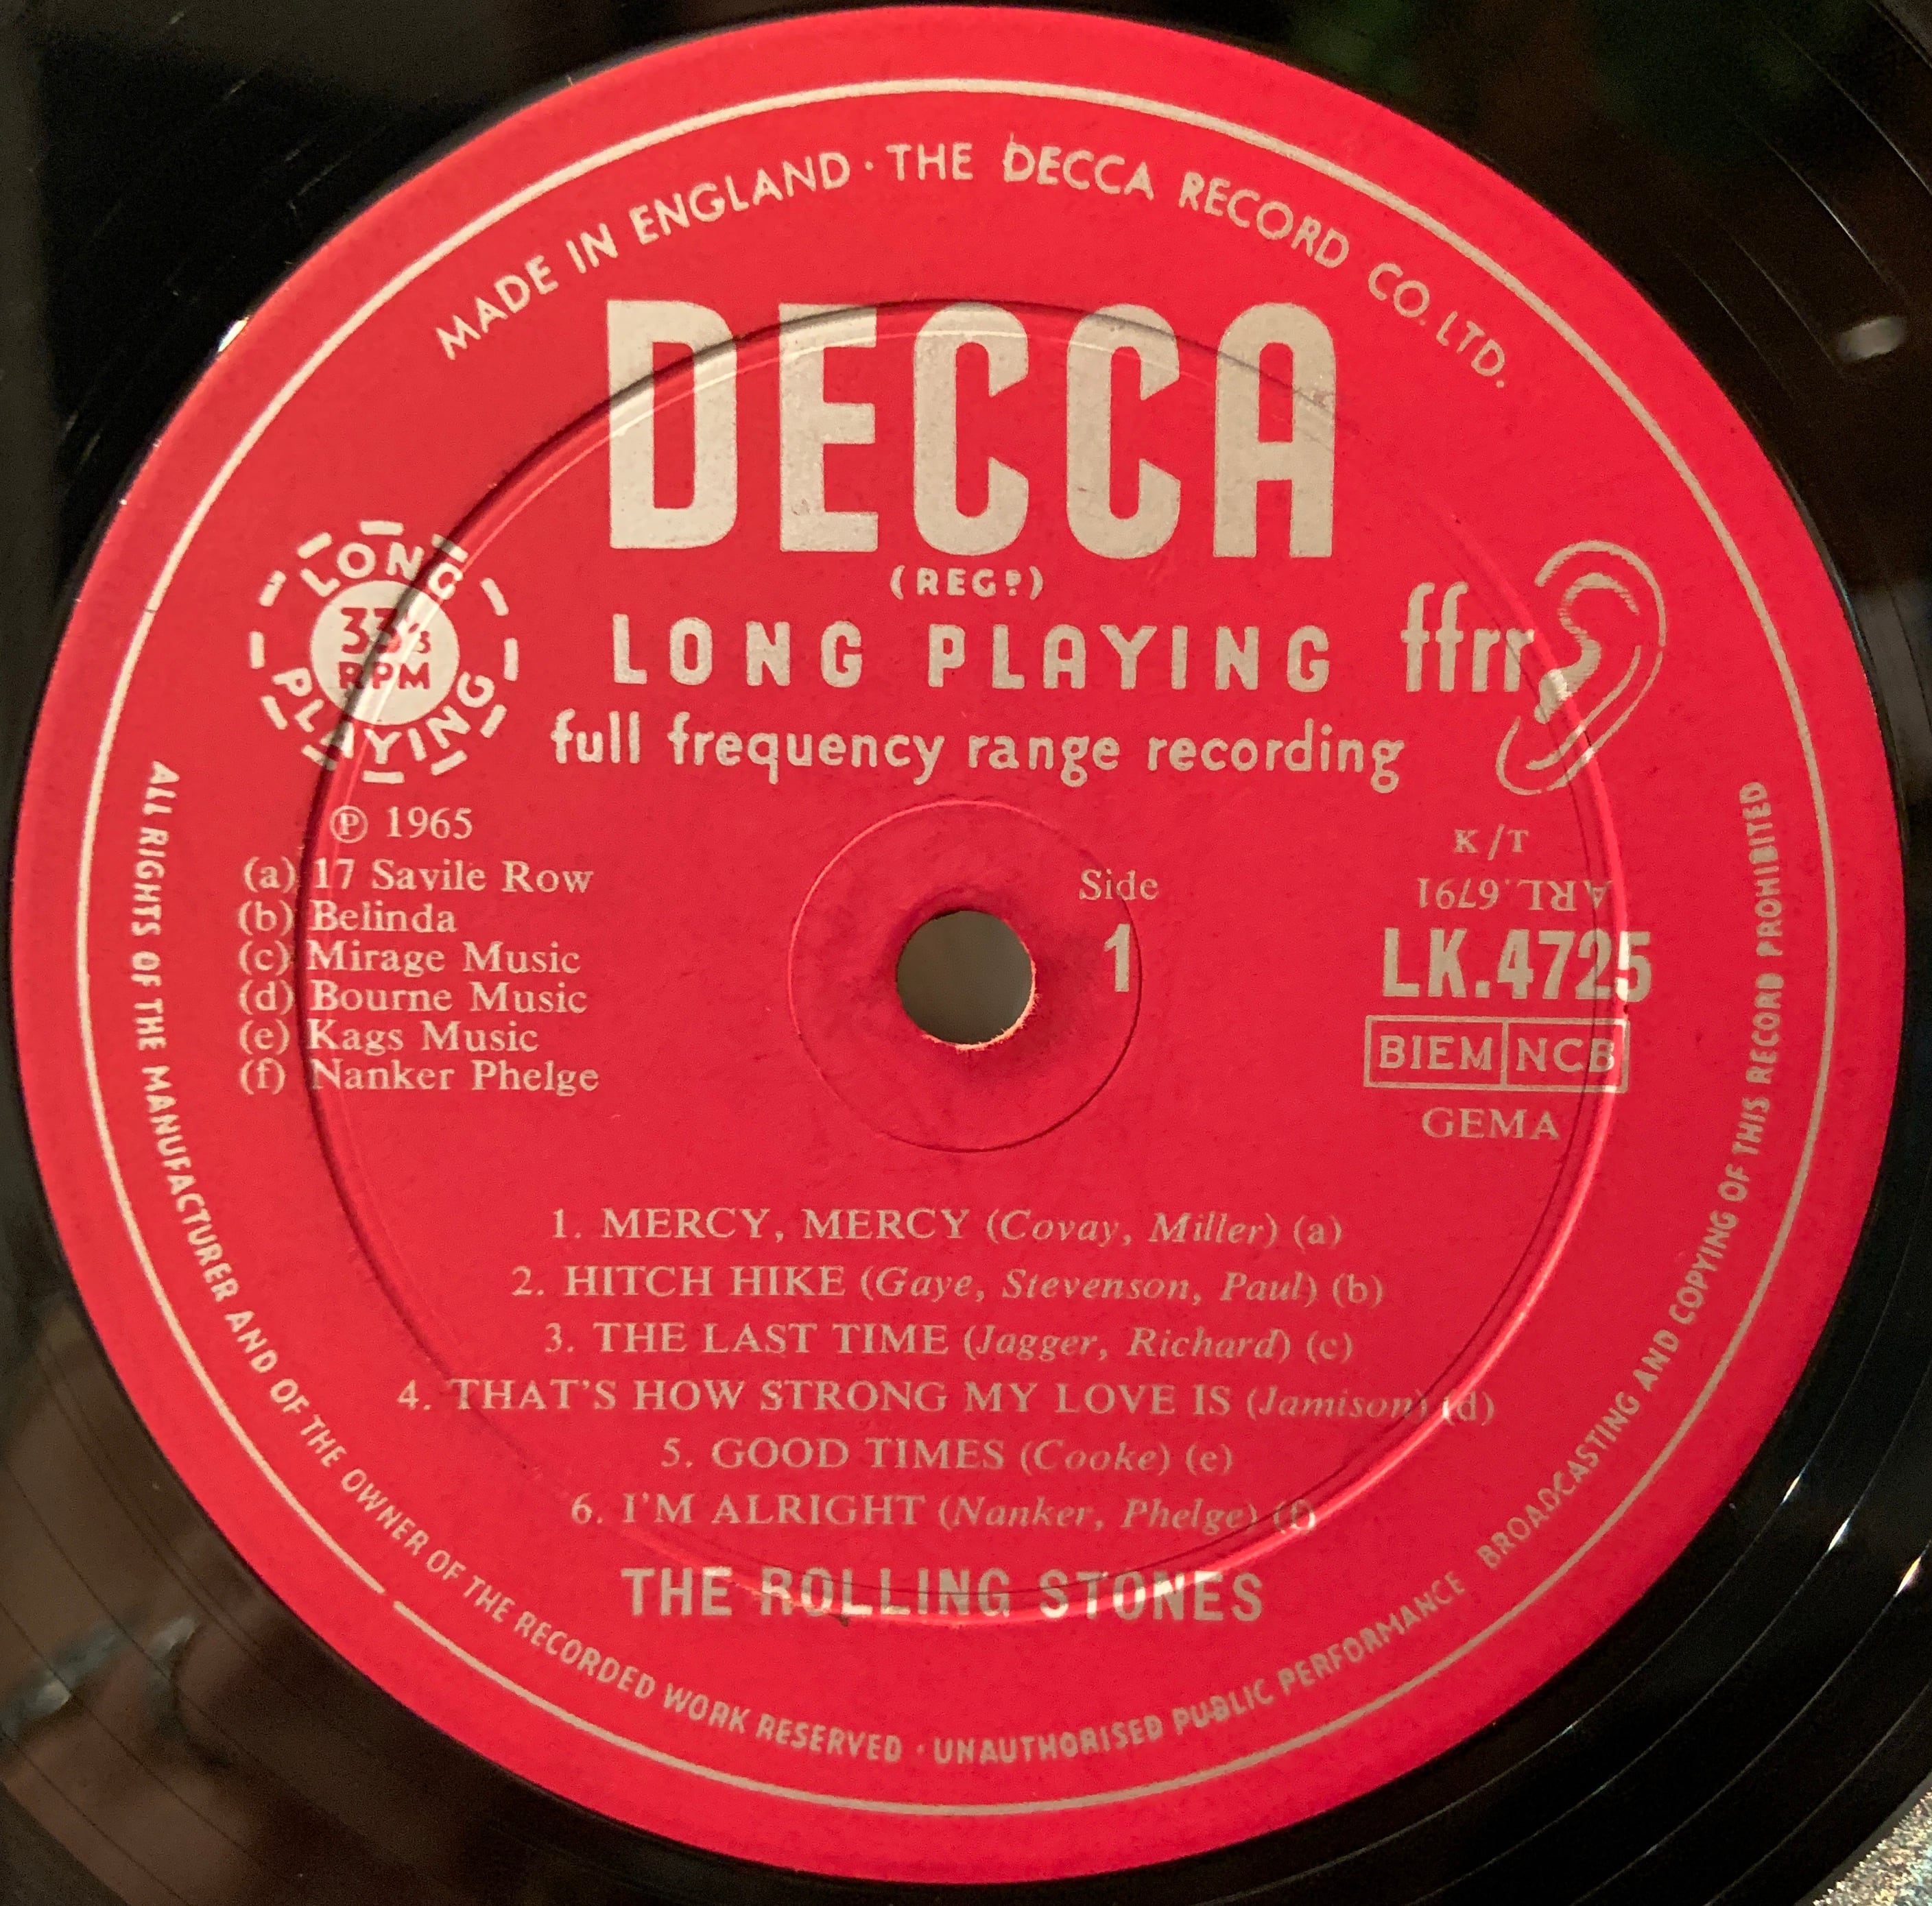 MADE IN ENGLAND · THE DECCA RECORD CO. LTD.
DECCA
(REGD)
LONG PLAYING
33⅓
RPM
LONG PLAYING
ffrr
full frequency range recording
℗ 1965
(a) 17 Savile Row
(b) Belinda
(c) Mirage Music
(d) Bourne Music
(e) Kags Music
(f) Nanker Phelge
Side
1
K/T
ARL.6791
LK.4725
BIEM NCB
GEMA
1. MERCY, MERCY (Covay, Miller) (a)
2. HITCH HIKE (Gaye, Stevenson, Paul) (b)
3. THE LAST TIME (Jagger, Richard) (c)
4. THAT'S HOW STRONG MY LOVE IS (Jamison) (d)
5. GOOD TIMES (Cooke) (e)
6. I'M ALRIGHT (Nanker, Phelge) (f)
THE ROLLING STONES
ALL RIGHTS OF THE MANUFACTURER AND OF THE OWNER OF THE RECORDED WORK RESERVED · UNAUTHORISED PUBLIC PERFORMANCE BROADCASTING AND COPYING OF THIS RECORD PROHIBITED